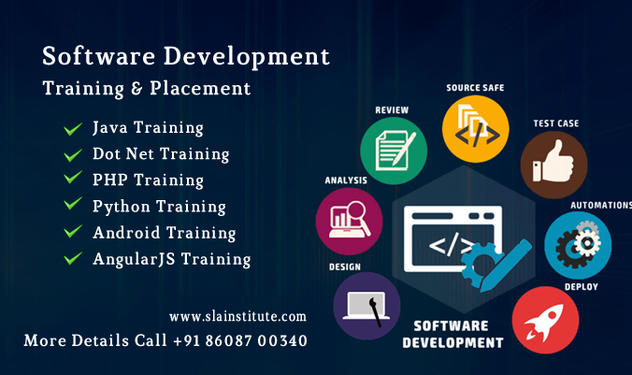 Software Development
Training & Placement
Java Training
Dot Net Training
PHP Training
Python Training
Android Training
AngularJS Training
www.slainstitute.com
More Details Call +91 86087 00340
SOURCE SAFE
REVIEW
TEST CASE
ANALYSIS
AUTOMATIONS
DESIGN
DEPLOY
</>
</>
SOFTWARE
DEVELOPMENT